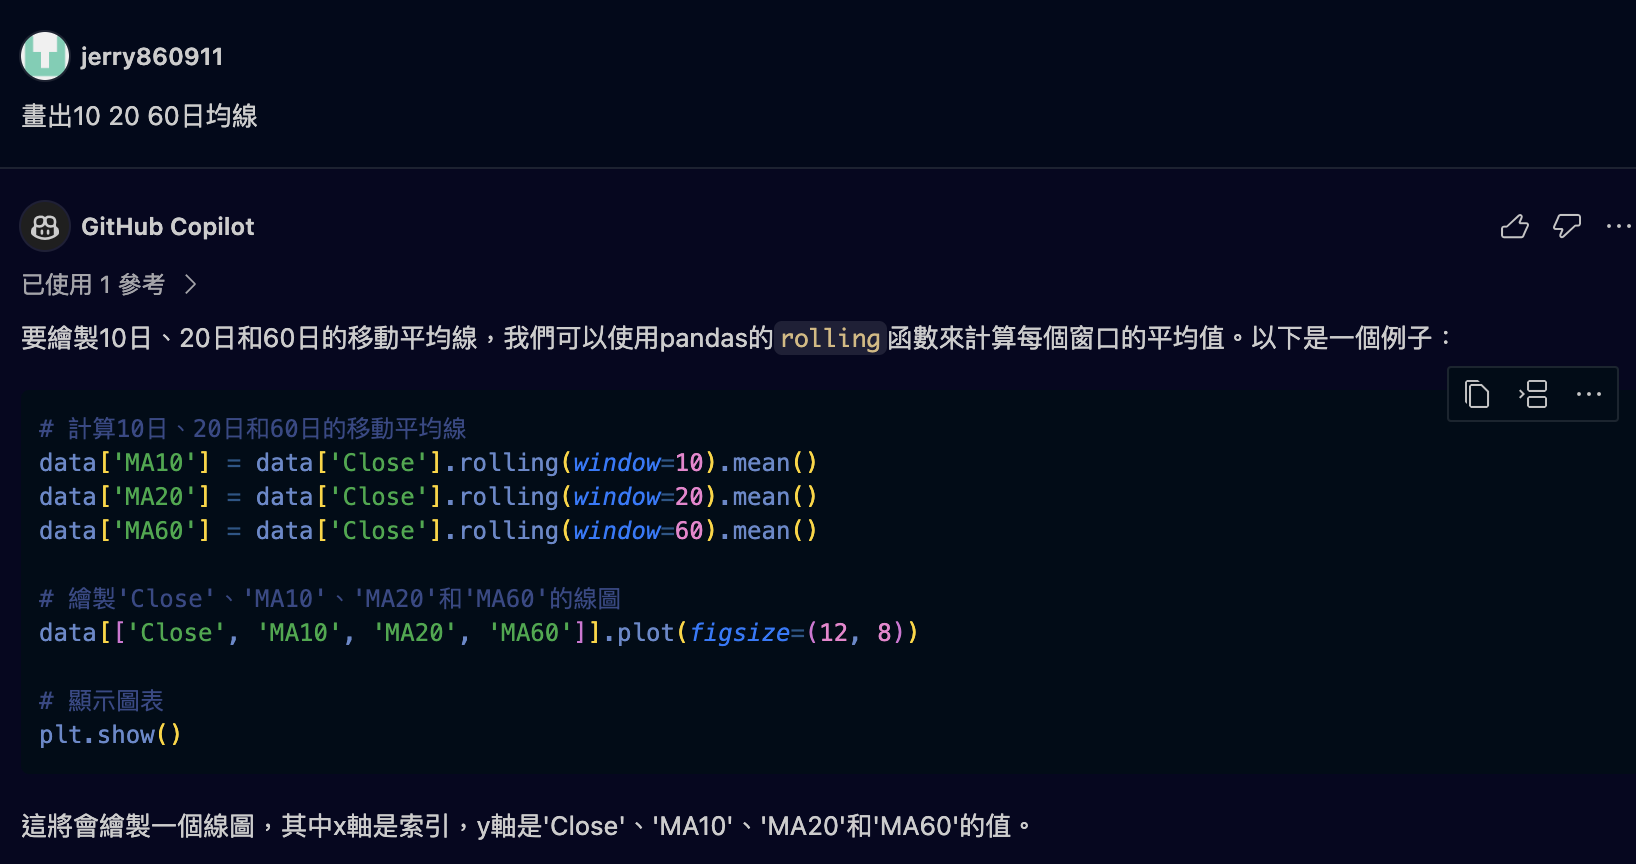 jerry860911
畫出10 20 60日均線
GitHub Copilot
已使用 1 參考
要繪製10日、20日和60日的移動平均線，我們可以使用pandas的rolling函數來計算每個窗口的平均值。以下是一個例子：
# 計算10日、20日和60日的移動平均線
data['MA10'] = data['Close'].rolling(window=10).mean()
data['MA20'] = data['Close'].rolling(window=20).mean()
data['MA60'] = data['Close'].rolling(window=60).mean()
# 繪製'Close'、'MA10'、'MA20'和'MA60'的線圖
data[['Close', 'MA10', 'MA20', 'MA60']].plot(figsize=(12, 8))
# 顯示圖表
plt.show()
這將會繪製一個線圖，其中x軸是索引，y軸是'Close'、'MA10'、'MA20'和'MA60'的值。